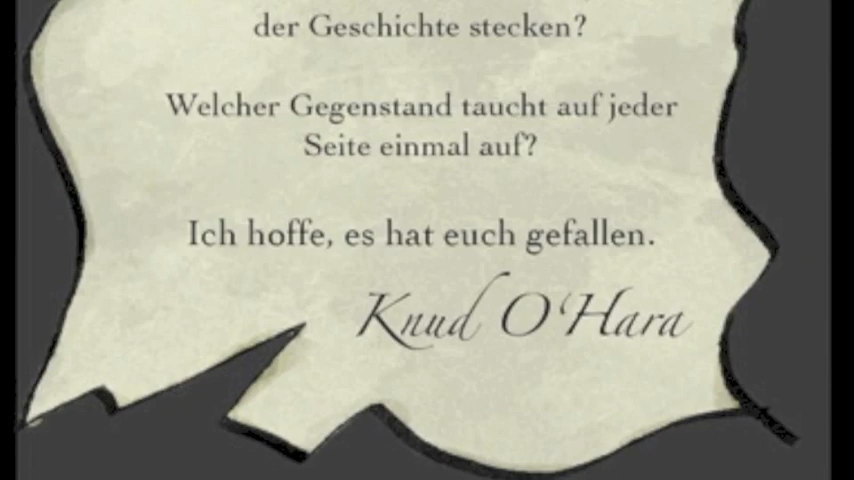 der Geschichte stecken?
Welcher Gegenstand taucht auf jeder
Seite einmal auf?
Ich hoffe, es hat euch gefallen.
Knud O'Hara